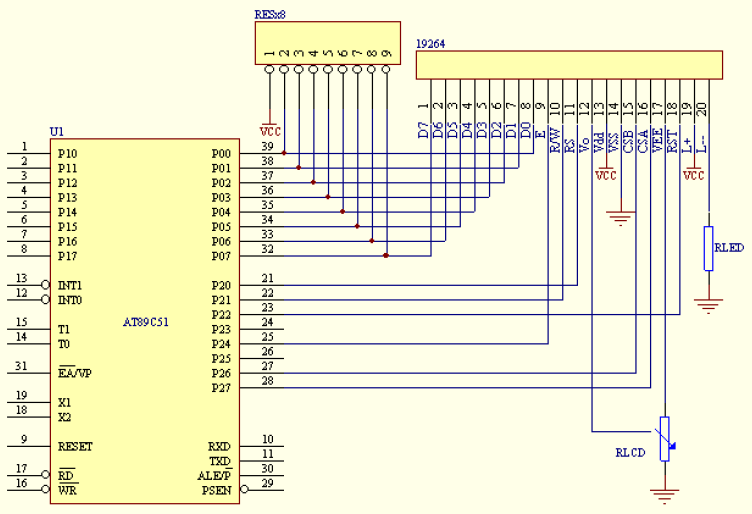 RESx8
1 2 3 4 5 6 7 8 9
VCC
19264
1 2 3 4 5 6 7 8 9 10 11 12 13 14 15 16 17 18 19 20
D7 D6 D5 D4 D3 D2 D1 D0 E R/W RS Vo Vdd VSS CSB CSA VEE RST L+ L--
VCC
VCC
U1
1 P10 P00 39
2 P11 P01 38
3 P12 P02 37
4 P13 P03 36
5 P14 P04 35
6 P15 P05 34
7 P16 P06 33
8 P17 P07 32
13 INT1 P20 21
12 INT0 P21 22
P22 23
15 T1 P23 24
14 T0 P24 25
P25 26
31 EA/VP P26 27
P27 28
19 X1
18 X2
9 RESET RXD 10
TXD 11
17 RD ALE/P 30
16 WR PSEN 29
AT89C51
RLED
RLCD